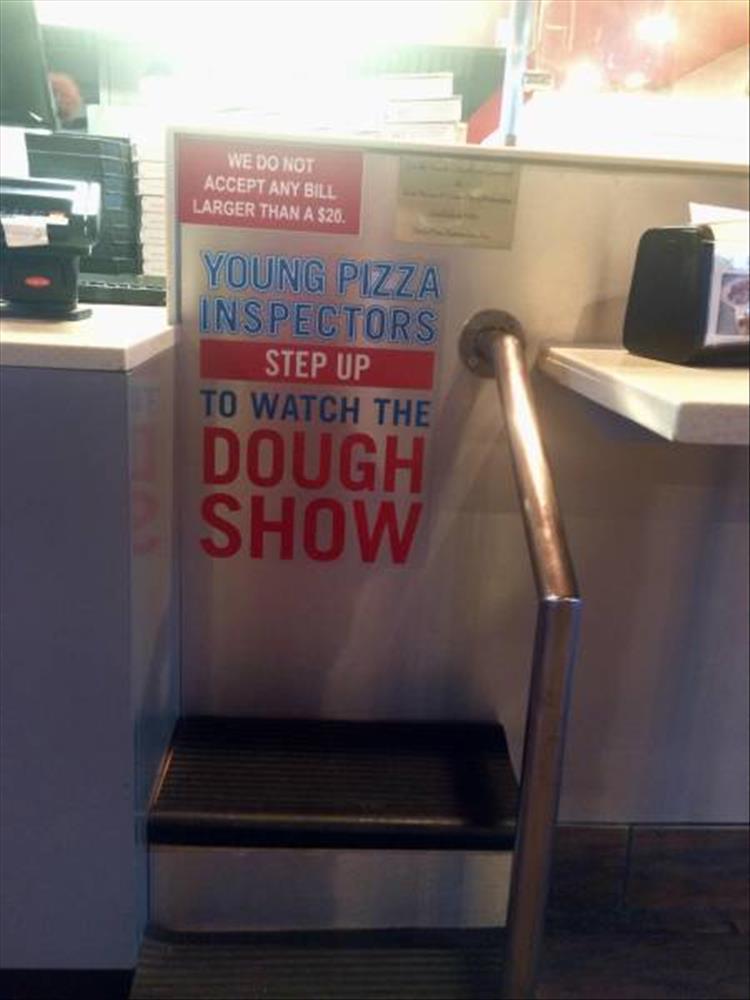 WE DO NOT
ACCEPT ANY BILL
LARGER THAN A $20.
YOUNG PIZZA
INSPECTORS
STEP UP
TO WATCH THE
DOUGH
SHOW